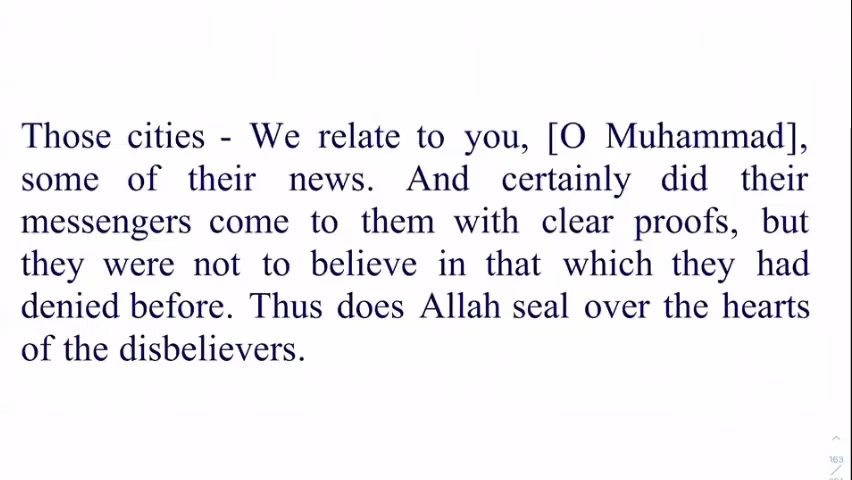 Those cities - We relate to you, [O Muhammad],
some of their news. And certainly did their
messengers come to them with clear proofs, but
they were not to believe in that which they had
denied before. Thus does Allah seal over the hearts
of the disbelievers.
163